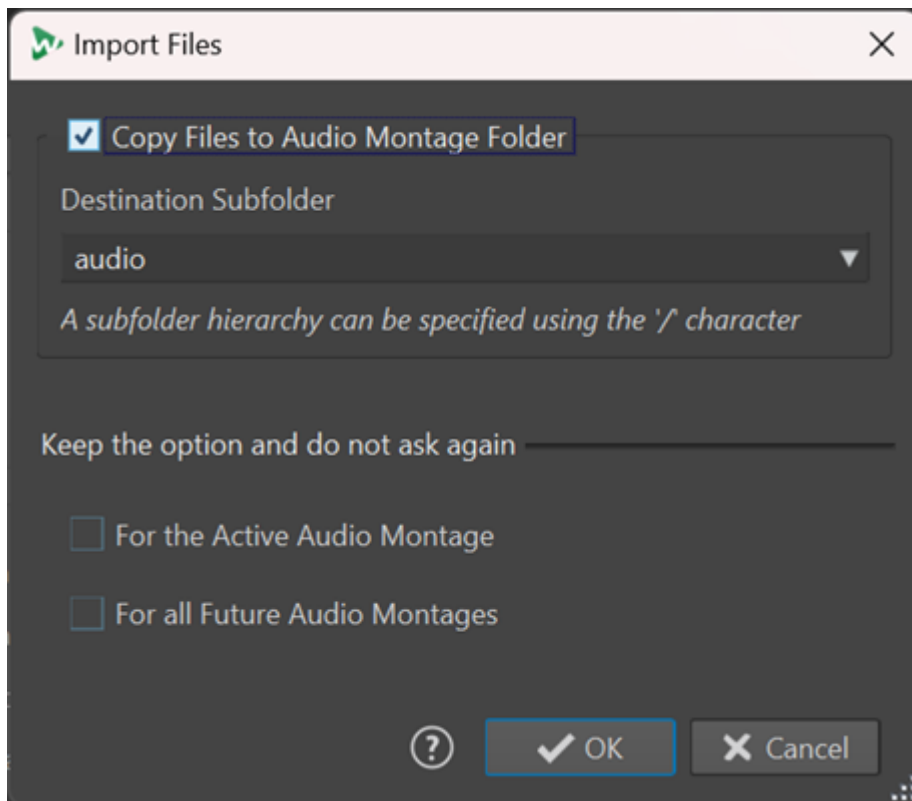 Import Files
Copy Files to Audio Montage Folder
Destination Subfolder
audio
A subfolder hierarchy can be specified using the '/' character
Keep the option and do not ask again
For the Active Audio Montage
For all Future Audio Montages
? OK Cancel